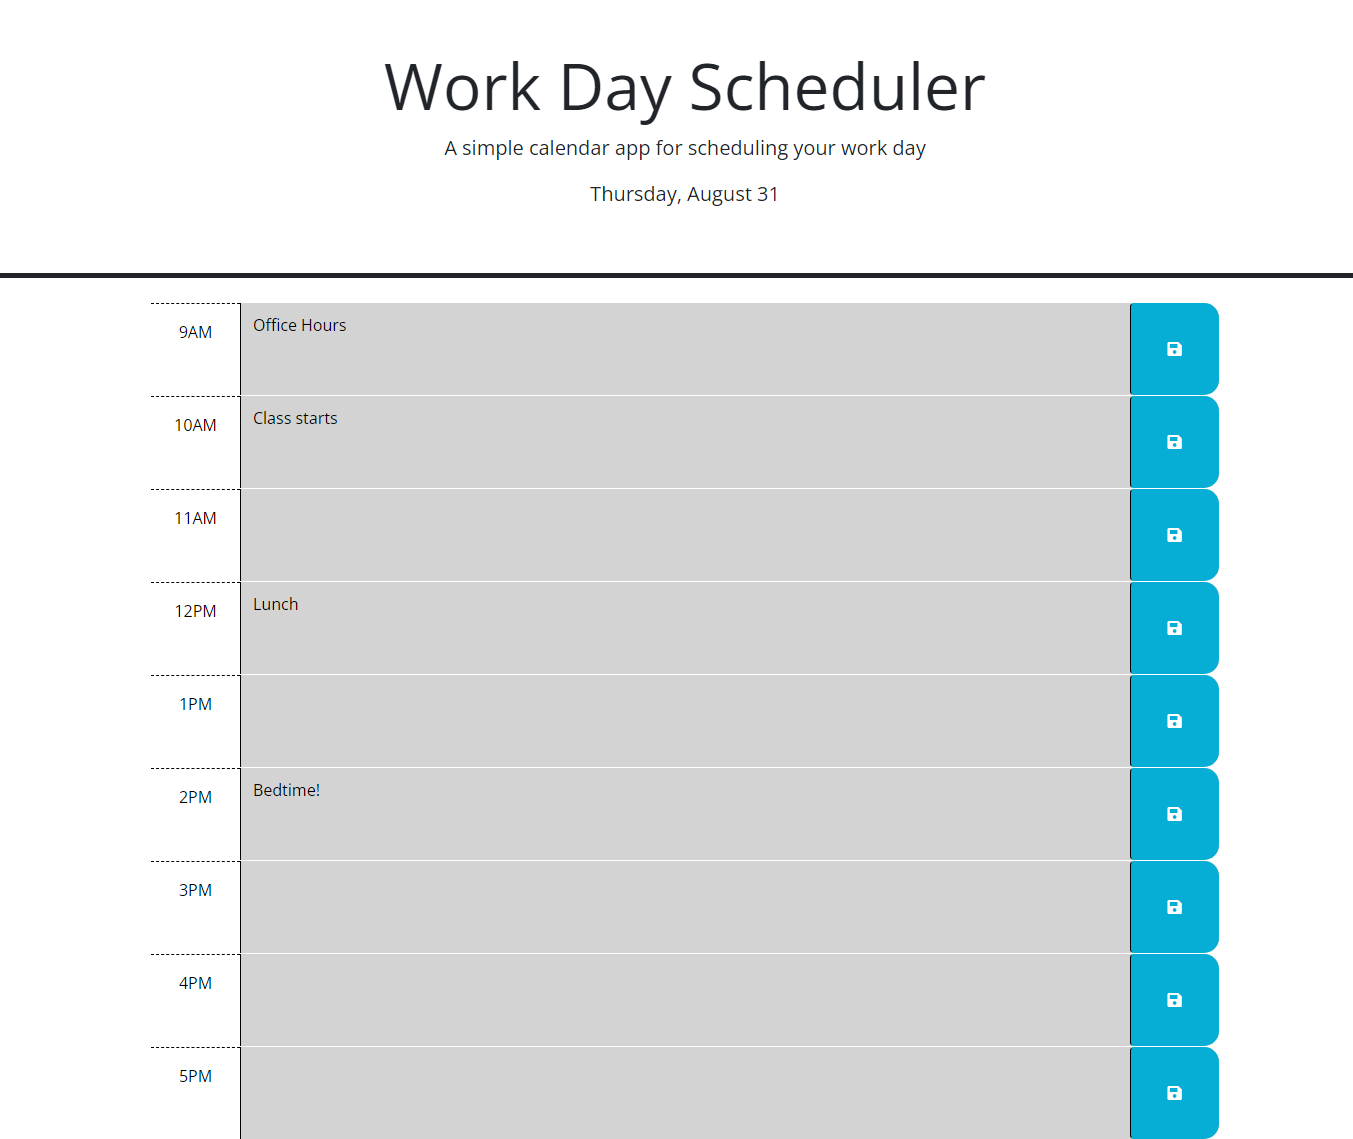 Work Day Scheduler
A simple calendar app for scheduling your work day
Thursday, August 31
9AM
Office Hours
10AM
Class starts
11AM
12PM
Lunch
1PM
2PM
Bedtime!
3PM
4PM
5PM